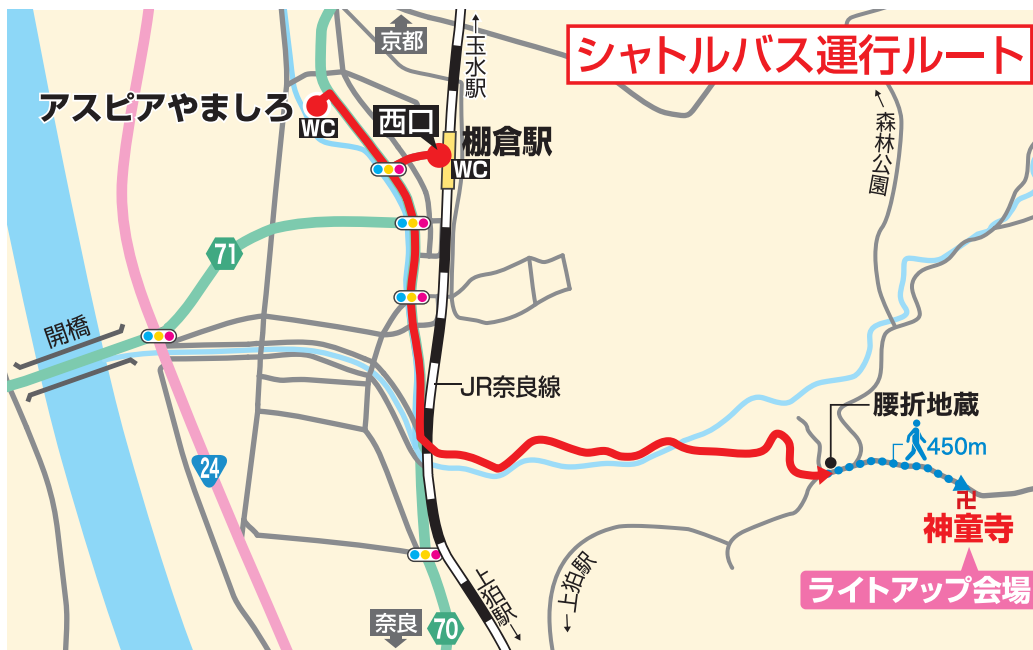 シャトルバス運行ルート
京都
玉水駅
アスピアやましろ
WC
西口
棚倉駅
WC
森林公園
71
開橋
JR奈良線
腰折地蔵
450m
24
卍
神童寺
ライトアップ会場
上狛駅
上狛駅
奈良
70